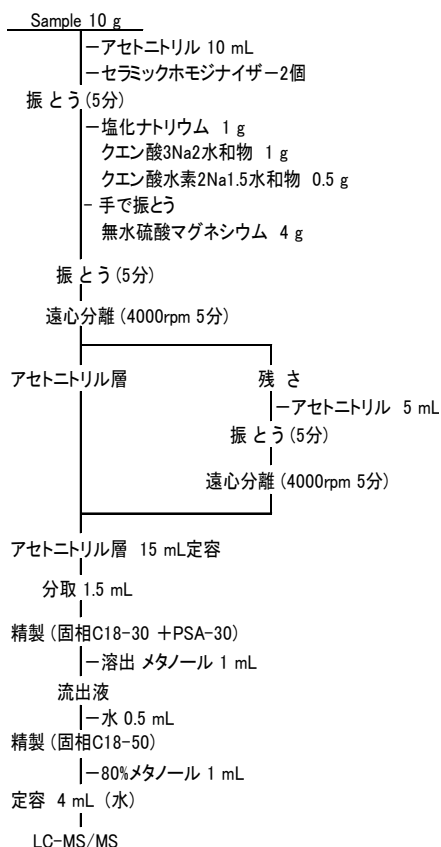 Sample 10 g
アセトニトリル 10 mL
セラミックホモジナイザー2個
振とう(5分)
塩化ナトリウム 1 g
クエン酸3Na2水和物 1 g
クエン酸水素2Na1.5水和物 0.5 g
手で振とう
無水硫酸マグネシウム 4 g
振とう(5分)
遠心分離(4000rpm 5分)
アセトニトリル層
残さ
アセトニトリル 5 mL
振とう(5分)
遠心分離(4000rpm 5分)
アセトニトリル層 15 mL定容
分取 1.5 mL
精製(固相C18-30 +PSA-30)
溶出 メタノール 1 mL
流出液
水 0.5 mL
精製(固相C18-50)
80%メタノール 1 mL
定容 4 mL (水)
LC-MS/MS